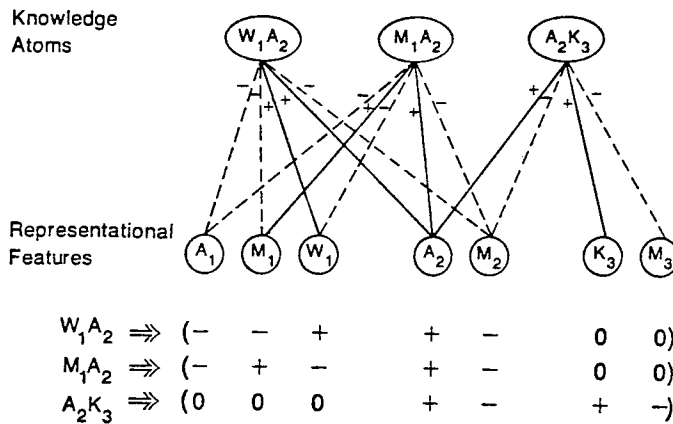 Knowledge Atoms
W₁A₂ M₁A₂ A₂K₃
− − + + − − + − + − + − + −
Representational Features
A₁ M₁ W₁ A₂ M₂ K₃ M₃
W₁A₂ ⇒ (− − + + − 0 0)
M₁A₂ ⇒ (− + − + − 0 0)
A₂K₃ ⇒ (0 0 0 + − + −)